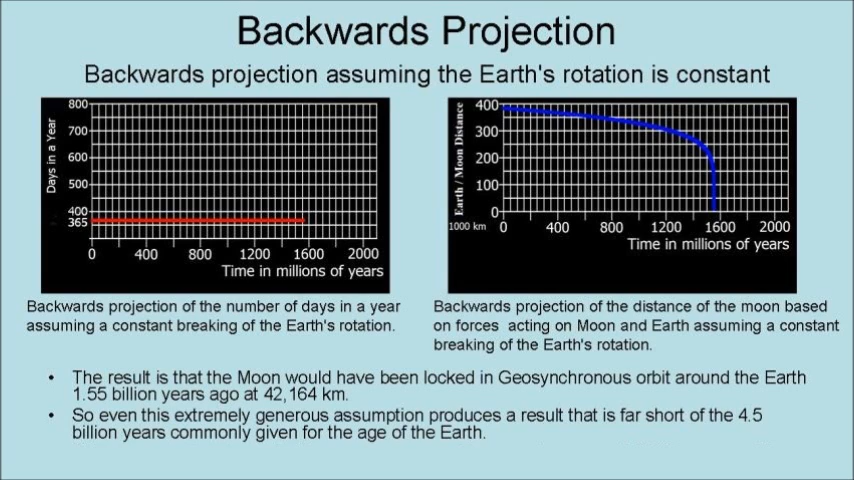 Backwards Projection
Backwards projection assuming the Earth's rotation is constant
800
700
600
500
400
365
Days in a Year
0 400 800 1200 1600 2000
Time in millions of years
400
300
200
100
0
Earth / Moon Distance
1000 km
0 400 800 1200 1600 2000
Time in millions of years
Backwards projection of the number of days in a year
assuming a constant breaking of the Earth's rotation.
Backwards projection of the distance of the moon based
on forces acting on Moon and Earth assuming a constant
breaking of the Earth's rotation.
• The result is that the Moon would have been locked in Geosynchronous orbit around the Earth
1.55 billion years ago at 42,164 km.
• So even this extremely generous assumption produces a result that is far short of the 4.5
billion years commonly given for the age of the Earth.